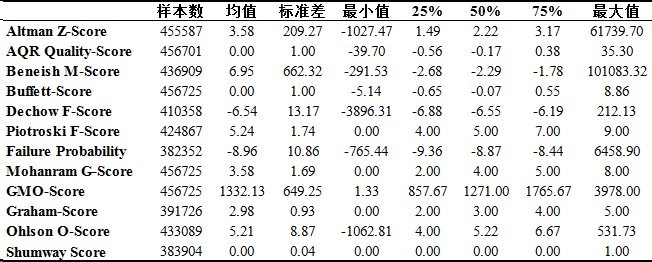 样本数 均值 标准差 最小值 25% 50% 75% 最大值
Altman Z-Score 455587 3.58 209.27 -1027.47 1.49 2.22 3.17 61739.70
AQR Quality-Score 456701 0.00 1.00 -39.70 -0.56 -0.17 0.38 35.30
Beneish M-Score 436909 6.95 662.32 -291.53 -2.68 -2.29 -1.78 101083.32
Buffett-Score 456725 0.00 1.00 -5.14 -0.65 -0.07 0.55 8.86
Dechow F-Score 410358 -6.54 13.17 -3896.31 -6.88 -6.55 -6.19 212.13
Piotroski F-Score 424867 5.24 1.74 0.00 4.00 5.00 7.00 9.00
Failure Probability 382352 -8.96 10.86 -765.44 -9.36 -8.87 -8.44 6458.90
Mohanram G-Score 456725 3.58 1.69 0.00 2.00 4.00 5.00 8.00
GMO-Score 456725 1332.13 649.25 1.33 857.67 1271.00 1765.67 3978.00
Graham-Score 391726 2.98 0.93 0.00 2.00 3.00 4.00 5.00
Ohlson O-Score 433089 5.21 8.87 -1062.81 4.00 5.22 6.67 531.73
Shumway Score 383904 0.00 0.04 0.00 0.00 0.00 0.00 1.00